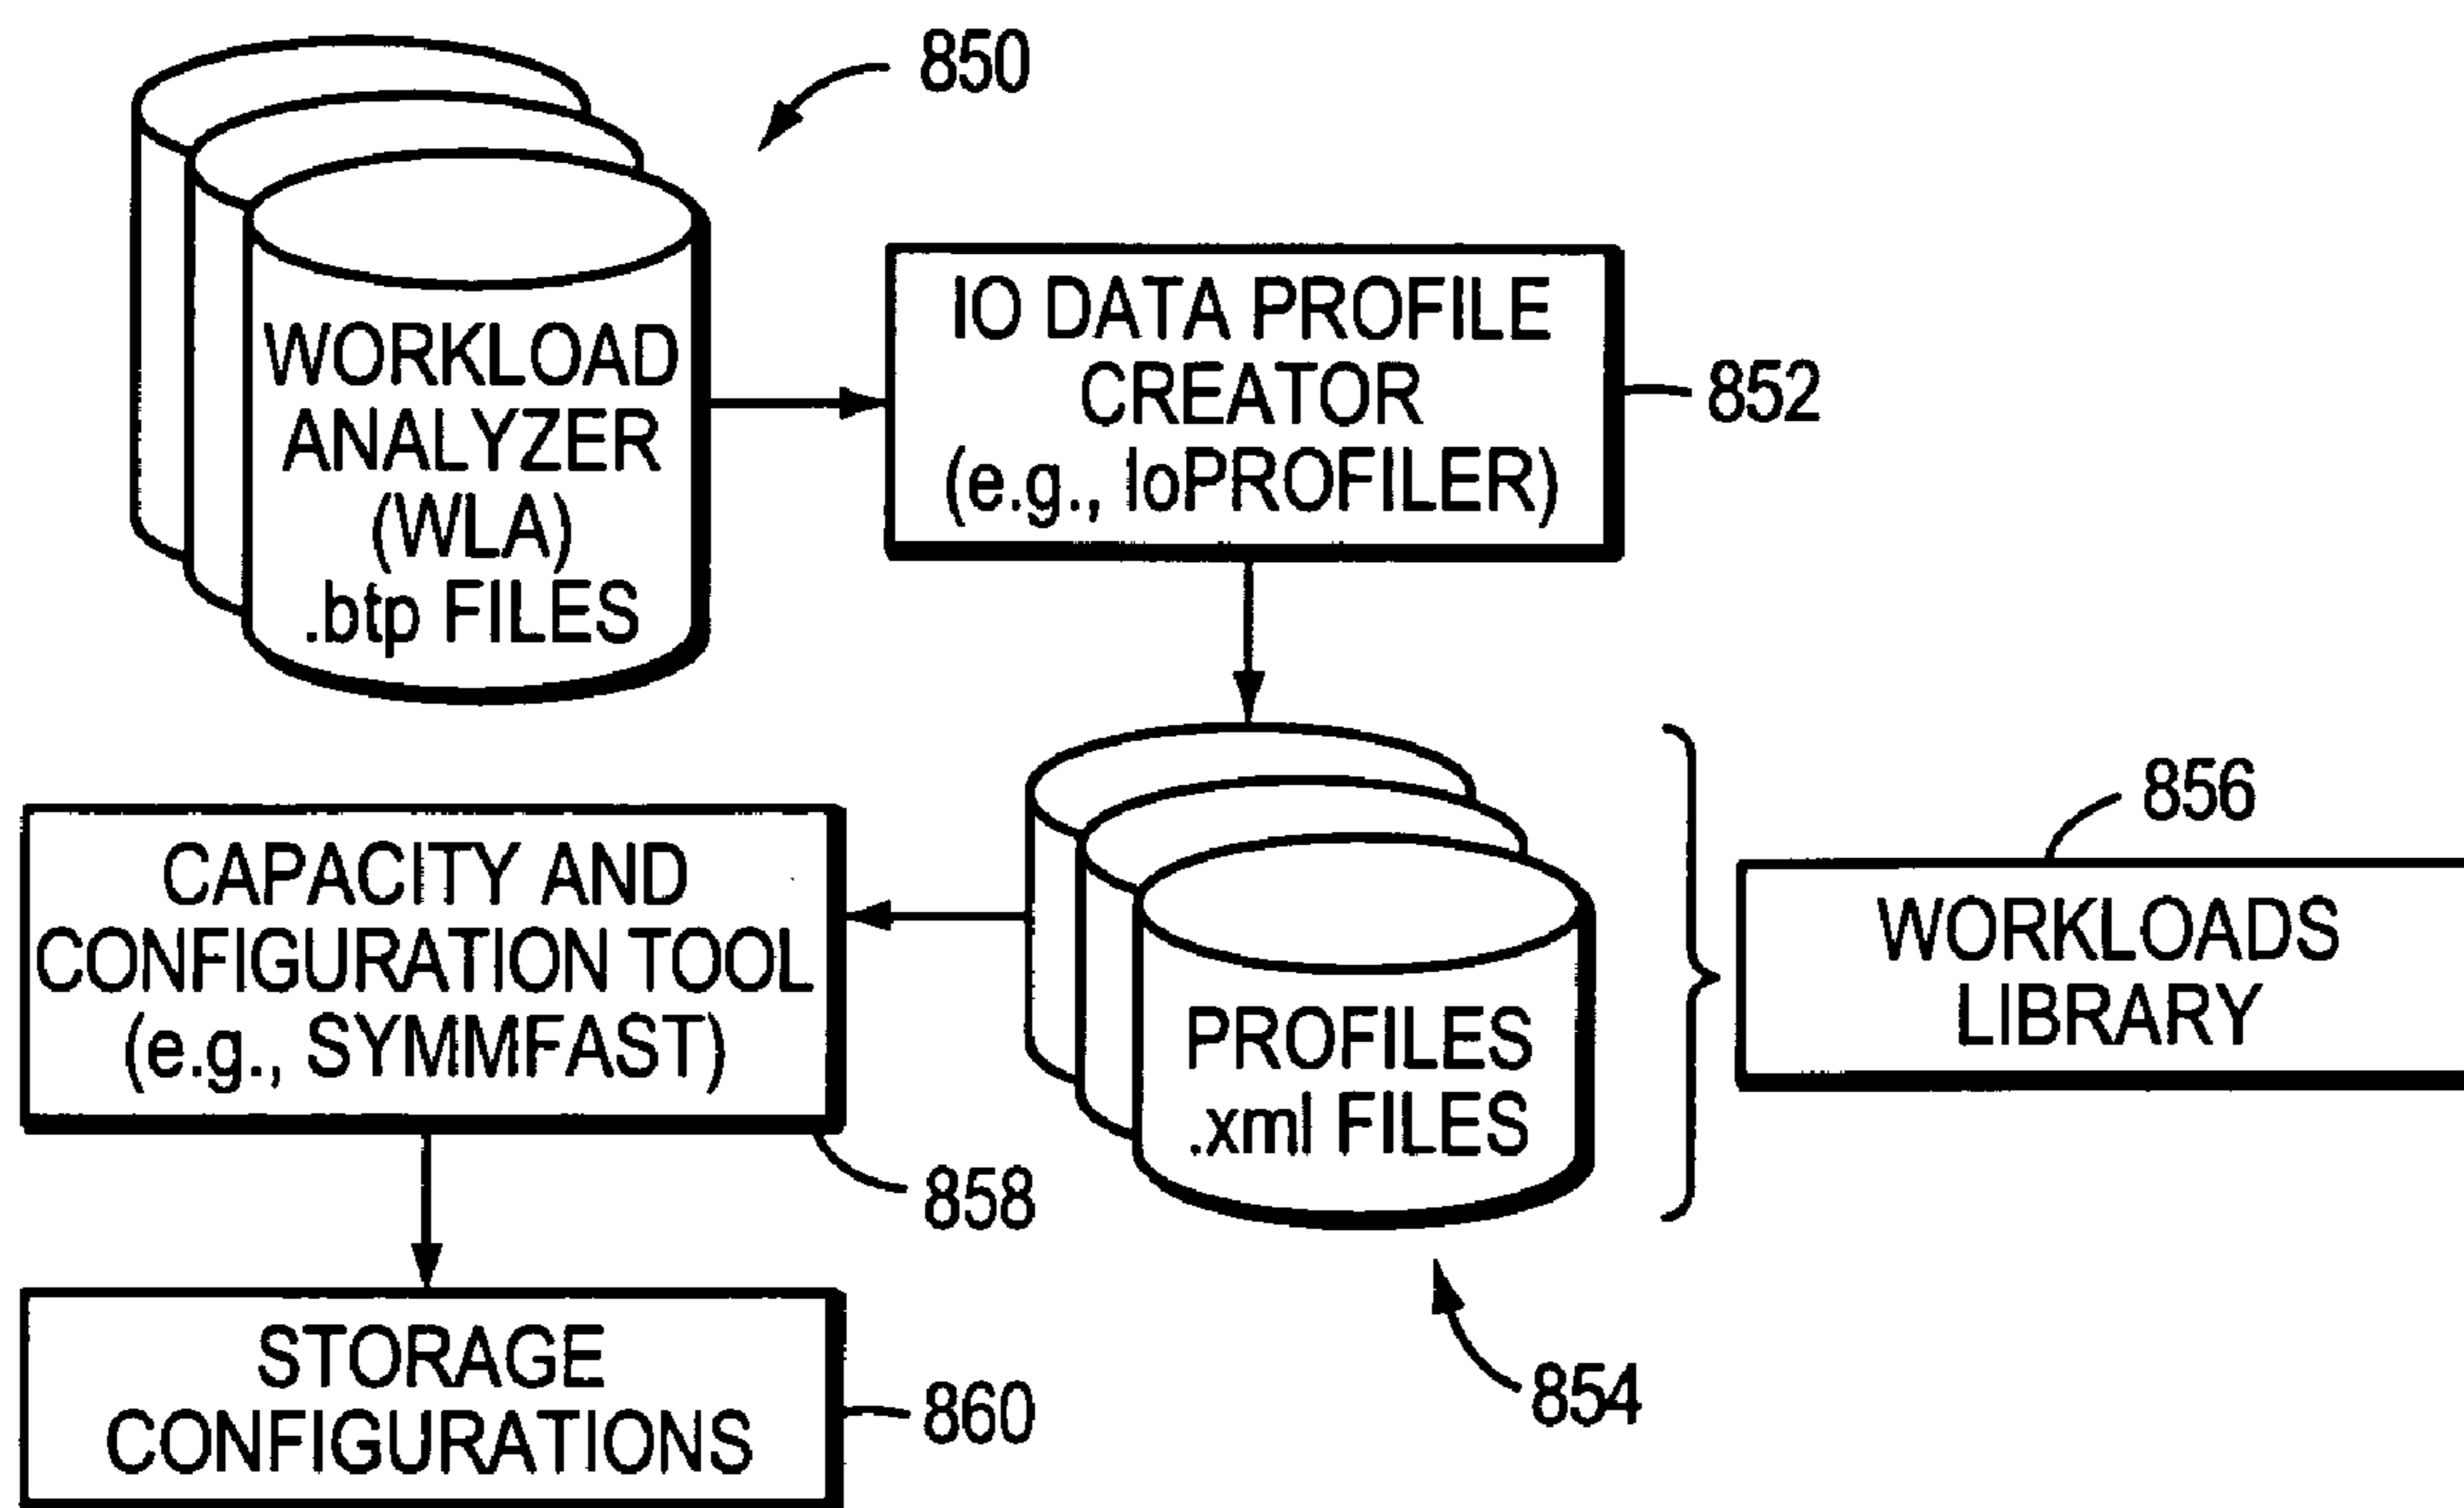 850
WORKLOAD
ANALYZER
(WLA)
.btp FILES
IO DATA PROFILE
CREATOR
(e.g., IoPROFILER)
852
856
WORKLOADS
LIBRARY
CAPACITY AND
CONFIGURATION TOOL
(e.g., SYMMFAST)
858
PROFILES
.xml FILES
854
STORAGE
CONFIGURATIONS
860